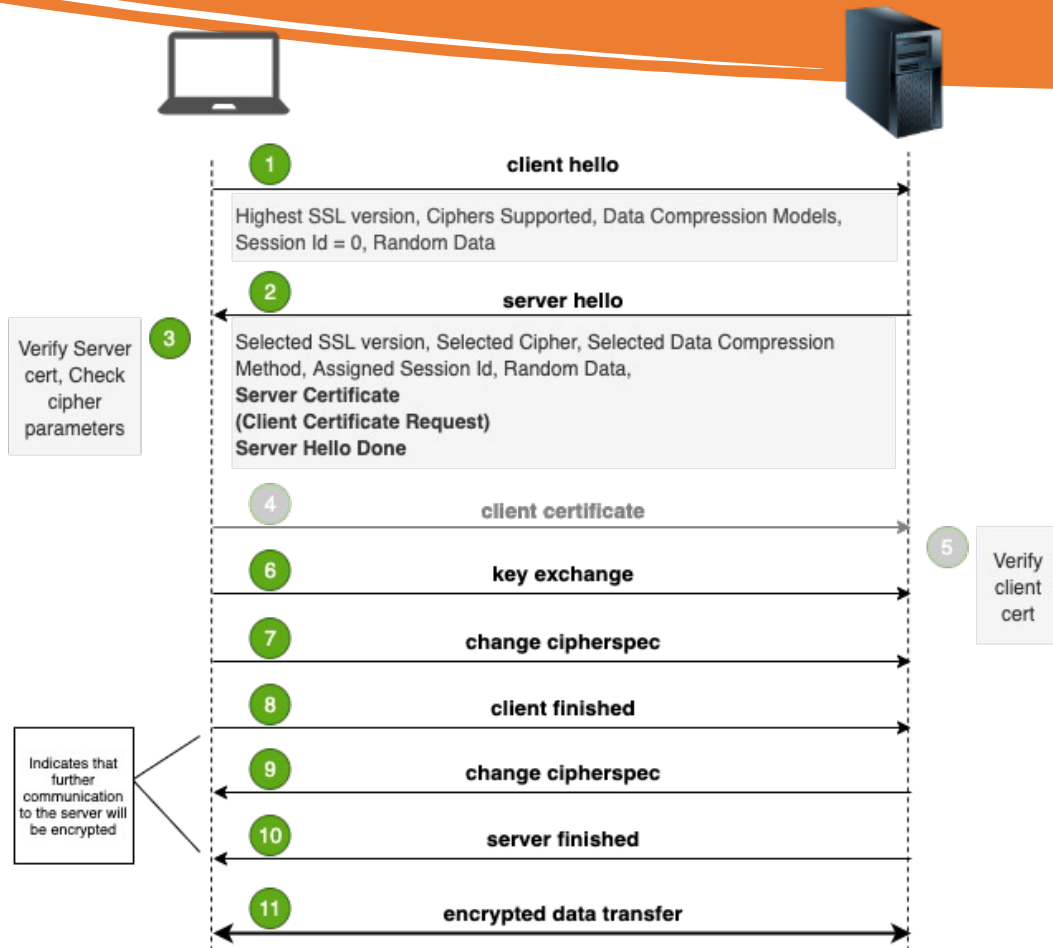 1
client hello
Highest SSL version, Ciphers Supported, Data Compression Models,
Session Id = 0, Random Data
2
server hello
3
Verify Server
cert, Check
cipher
parameters
Selected SSL version, Selected Cipher, Selected Data Compression
Method, Assigned Session Id, Random Data,
Server Certificate
(Client Certificate Request)
Server Hello Done
4
client certificate
5
Verify
client
cert
6
key exchange
7
change cipherspec
8
client finished
Indicates that
further
communication
to the server will
be encrypted
9
change cipherspec
10
server finished
11
encrypted data transfer